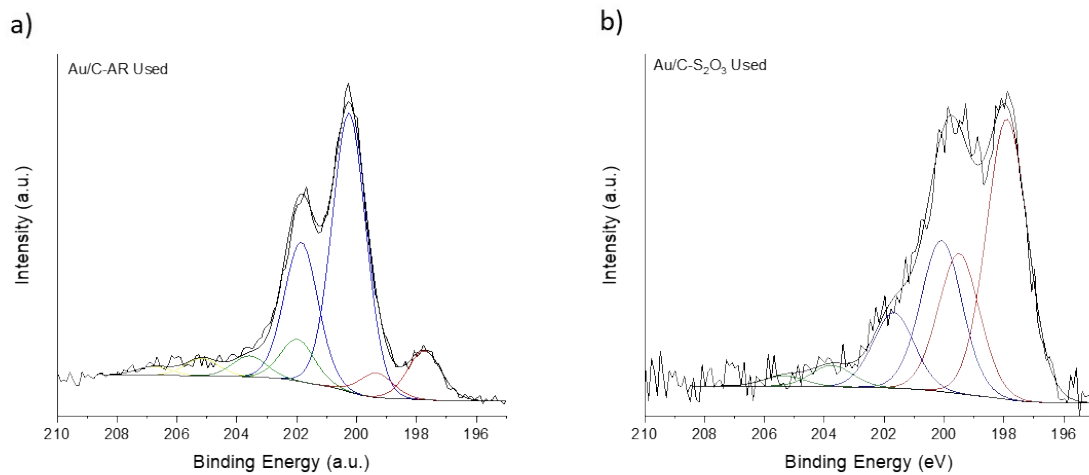 a)
Au/C-AR Used
Intensity (a.u.)
210 208 206 204 202 200 198 196
Binding Energy (a.u.)
b)
Au/C-S₂O₃ Used
Intensity (a.u.)
210 208 206 204 202 200 198 196
Binding Energy (eV)